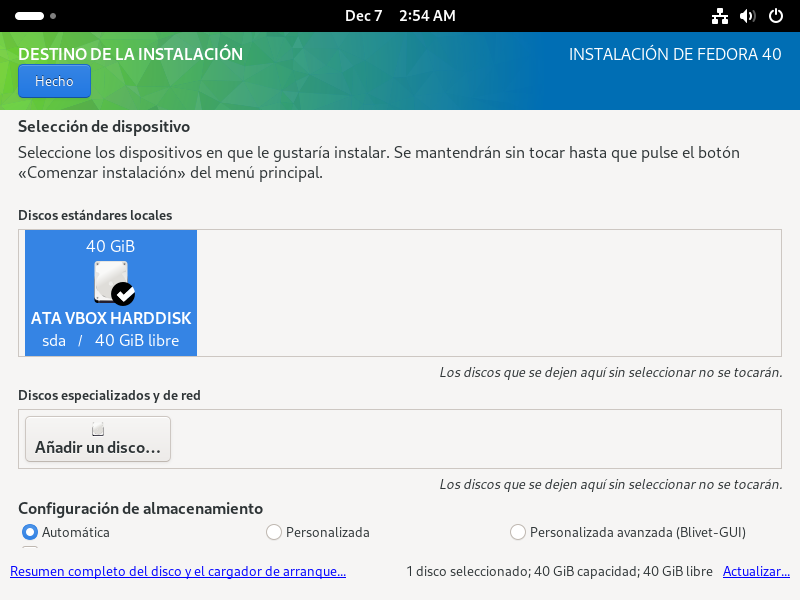 Dec 7 2:54 AM
DESTINO DE LA INSTALACIÓN
INSTALACIÓN DE FEDORA 40
Hecho
Selección de dispositivo
Seleccione los dispositivos en que le gustaría instalar. Se mantendrán sin tocar hasta que pulse el botón
«Comenzar instalación» del menú principal.
Discos estándares locales
40 GiB
ATA VBOX HARDDISK
sda / 40 GiB libre
Los discos que se dejen aquí sin seleccionar no se tocarán.
Discos especializados y de red
Añadir un disco...
Los discos que se dejen aquí sin seleccionar no se tocarán.
Configuración de almacenamiento
Automática
Personalizada
Personalizada avanzada (Blivet-GUI)
Resumen completo del disco y el cargador de arranque...
1 disco seleccionado; 40 GiB capacidad; 40 GiB libre
Actualizar...